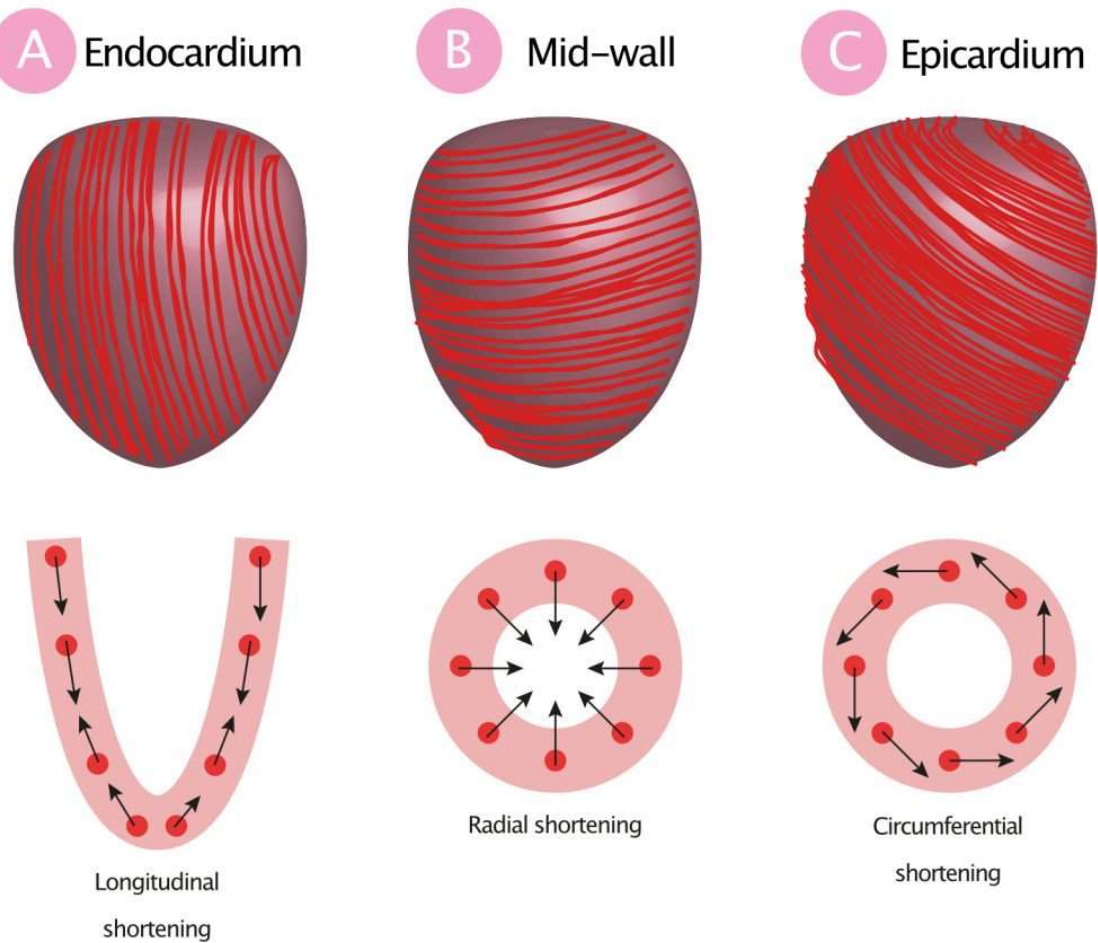 A Endocardium
B Mid-wall
C Epicardium
Longitudinal
shortening
Radial shortening
Circumferential
shortening